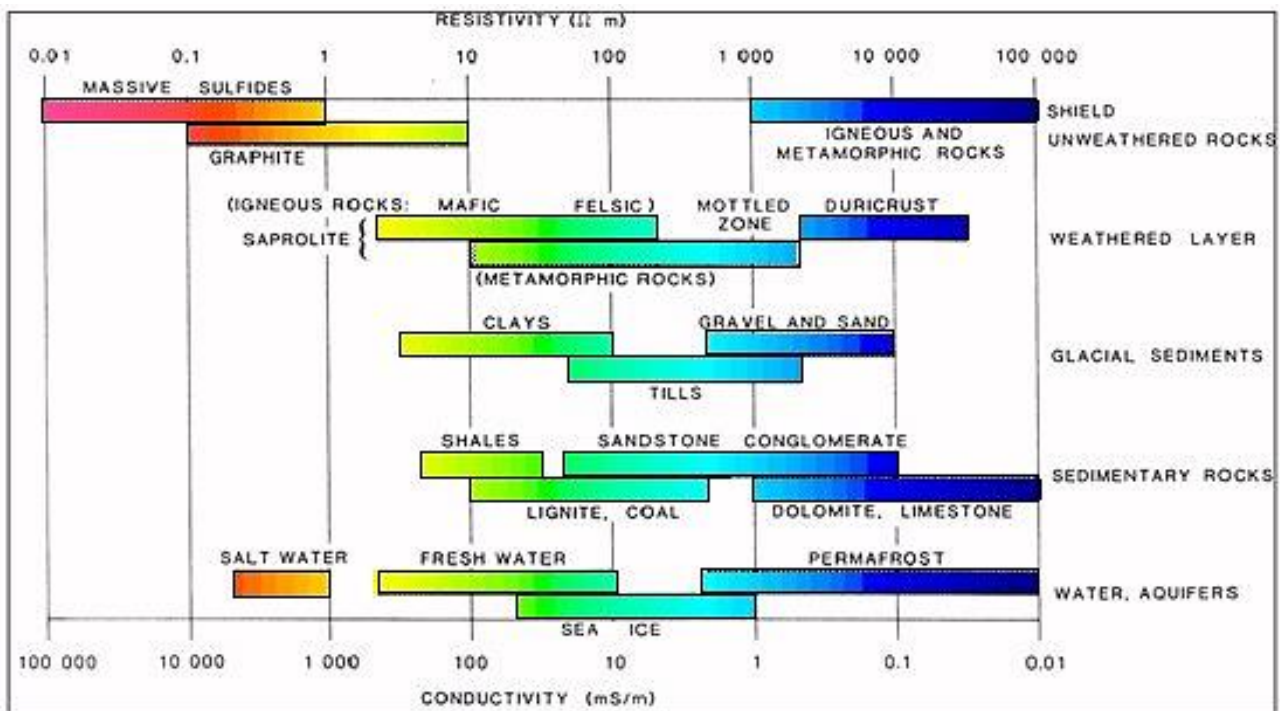 RESISTIVITY (Ω m)
0.01 0.1 1 10 100 1 000 10 000 100 000
MASSIVE SULFIDES
SHIELD
GRAPHITE
IGNEOUS AND
METAMORPHIC ROCKS
UNWEATHERED ROCKS
(IGNEOUS ROCKS: MAFIC FELSIC)
MOTTLED
ZONE
DURICRUST
SAPROLITE {
WEATHERED LAYER
(METAMORPHIC ROCKS)
CLAYS GRAVEL AND SAND
GLACIAL SEDIMENTS
TILLS
SHALES SANDSTONE CONGLOMERATE
SEDIMENTARY ROCKS
LIGNITE, COAL DOLOMITE, LIMESTONE
SALT WATER FRESH WATER PERMAFROST
WATER, AQUIFERS
SEA ICE
100 000 10 000 1 000 100 10 1 0.1 0.01
CONDUCTIVITY (mS/m)